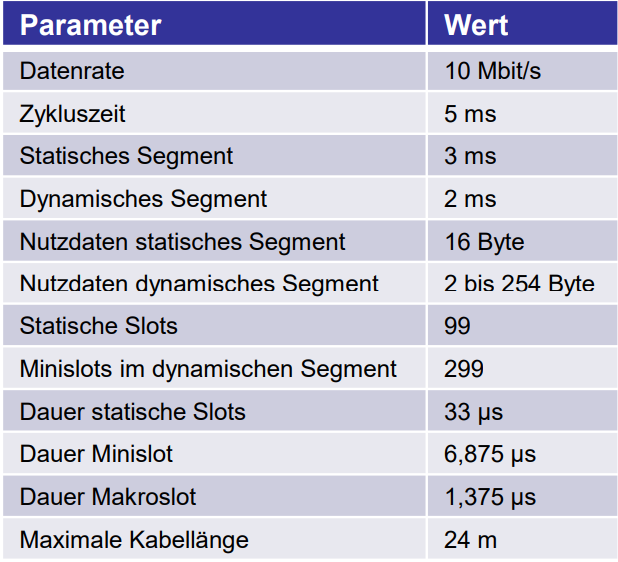 Parameter Wert
Datenrate 10 Mbit/s
Zykluszeit 5 ms
Statisches Segment 3 ms
Dynamisches Segment 2 ms
Nutzdaten statisches Segment 16 Byte
Nutzdaten dynamisches Segment 2 bis 254 Byte
Statische Slots 99
Minislots im dynamischen Segment 299
Dauer statische Slots 33 µs
Dauer Minislot 6,875 µs
Dauer Makroslot 1,375 µs
Maximale Kabellänge 24 m